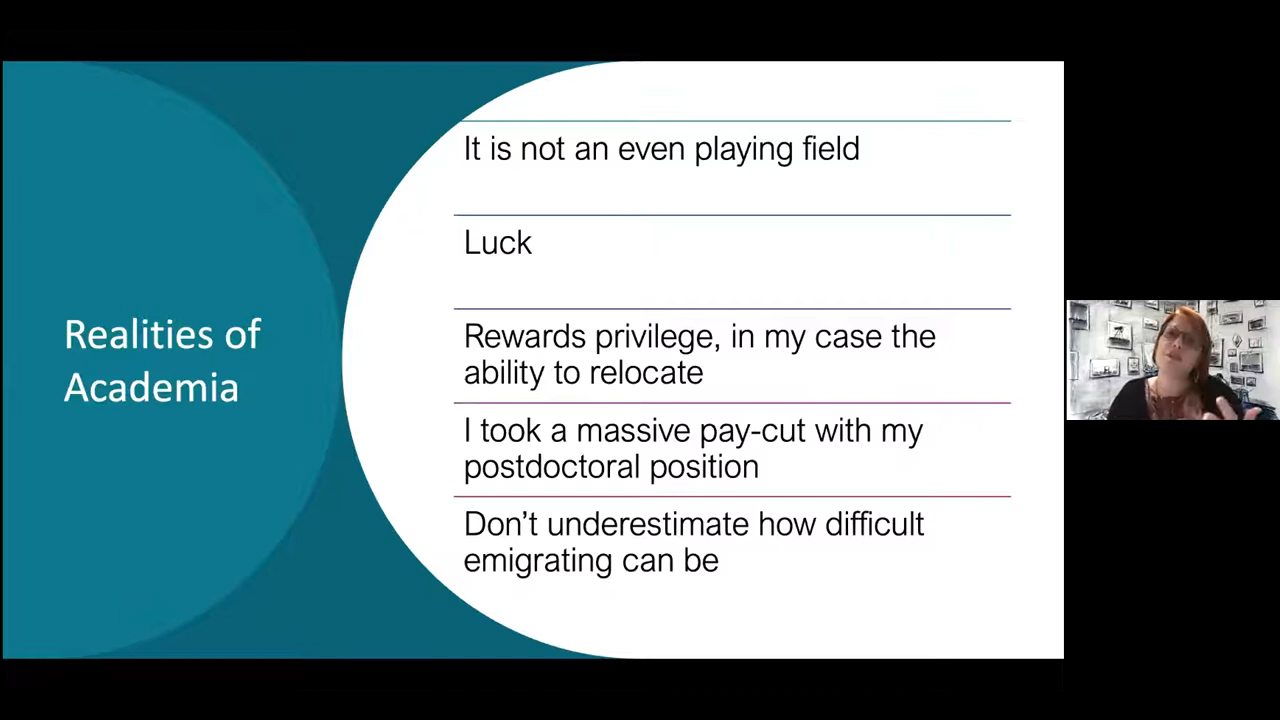 Realities of
Academia
It is not an even playing field
Luck
Rewards privilege, in my case the
ability to relocate
I took a massive pay-cut with my
postdoctoral position
Don’t underestimate how difficult
emigrating can be